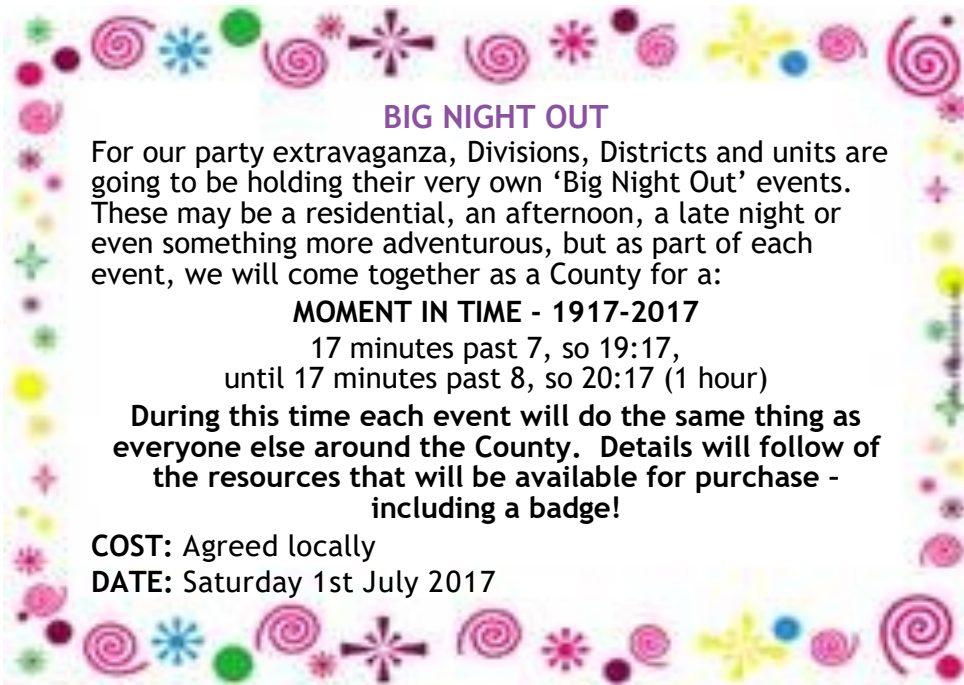 BIG NIGHT OUT
For our party extravaganza, Divisions, Districts and units are
going to be holding their very own ‘Big Night Out’ events.
These may be a residential, an afternoon, a late night or
even something more adventurous, but as part of each
event, we will come together as a County for a:
MOMENT IN TIME - 1917-2017
17 minutes past 7, so 19:17,
until 17 minutes past 8, so 20:17 (1 hour)
During this time each event will do the same thing as
everyone else around the County.  Details will follow of
the resources that will be available for purchase –
including a badge!
COST: Agreed locally
DATE: Saturday 1st July 2017